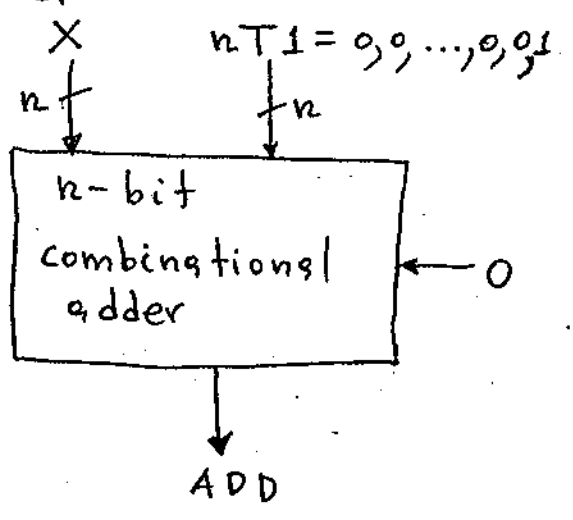 X nT1 = 0,0,...,0,0,1
n n
n-bit
combinational
adder
0
ADD